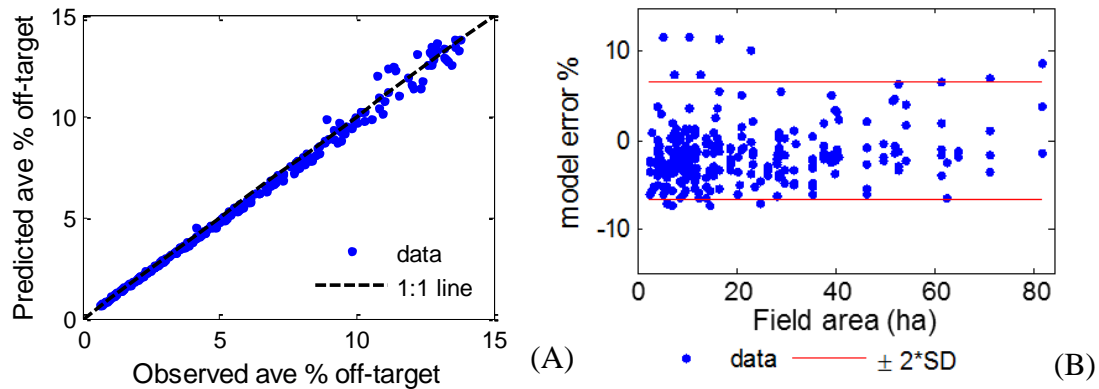 Predicted ave % off-target
15
10
5
0
0
5
10
15
data
1:1 line
Observed ave % off-target
(A)
model error %
10
0
-10
0
20
40
60
80
Field area (ha)
data
± 2*SD
(B)